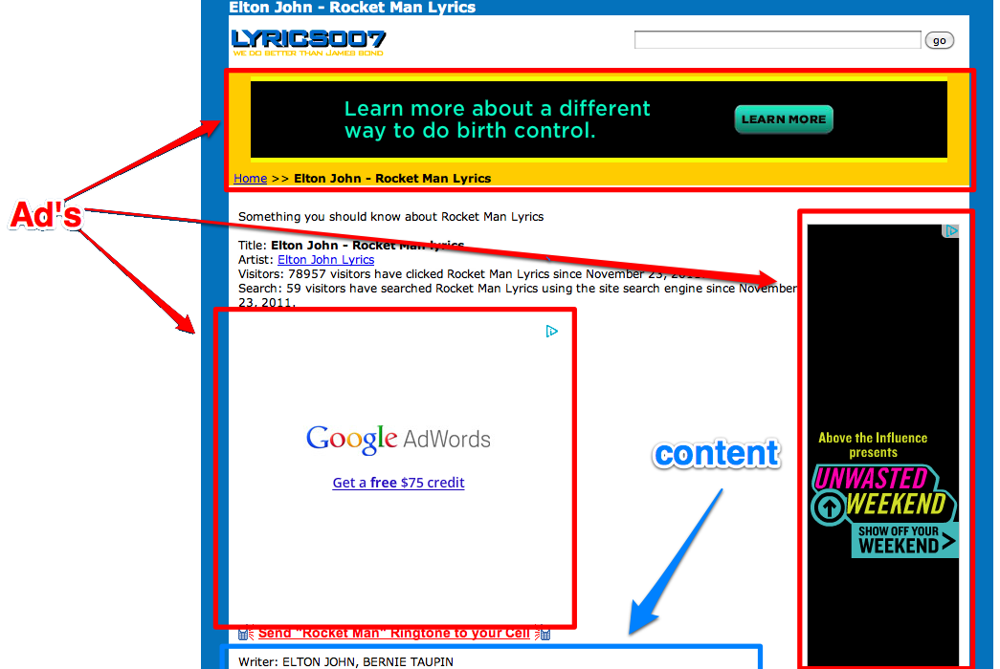 Elton John - Rocket Man Lyrics
LYRICS007
WE DO BETTER THAN JAMES BOND
go
Learn more about a different
way to do birth control.
LEARN MORE
Home >> Elton John - Rocket Man Lyrics
Ad's
Something you should know about Rocket Man Lyrics
Title: Elton John - Rocket Man Lyrics
Artist: Elton John Lyrics
Visitors: 78957 visitors have clicked Rocket Man Lyrics since November 23, 2011.
Search: 59 visitors have searched Rocket Man Lyrics using the site search engine since November
23, 2011.
Google AdWords
Get a free $75 credit
content
Above the Influence
presents
UNWASTED
WEEKEND
SHOW OFF YOUR
WEEKEND >
Send "Rocket Man" Ringtone to your Cell
Writer: ELTON JOHN, BERNIE TAUPIN